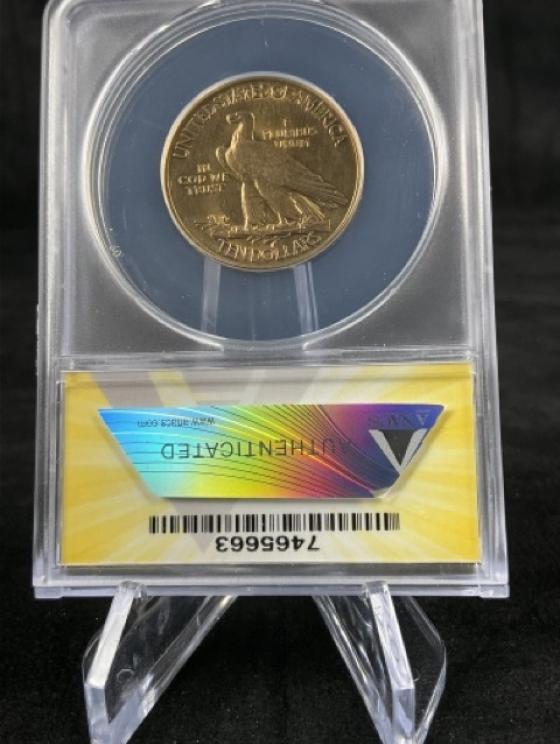 UNITED STATES OF AMERICA
E
PLURIBUS
UNUM
IN
GOD WE
TRUST
TEN DOLLARS
7465663
AUTHENTICATED
ANACS
www.anacs.com